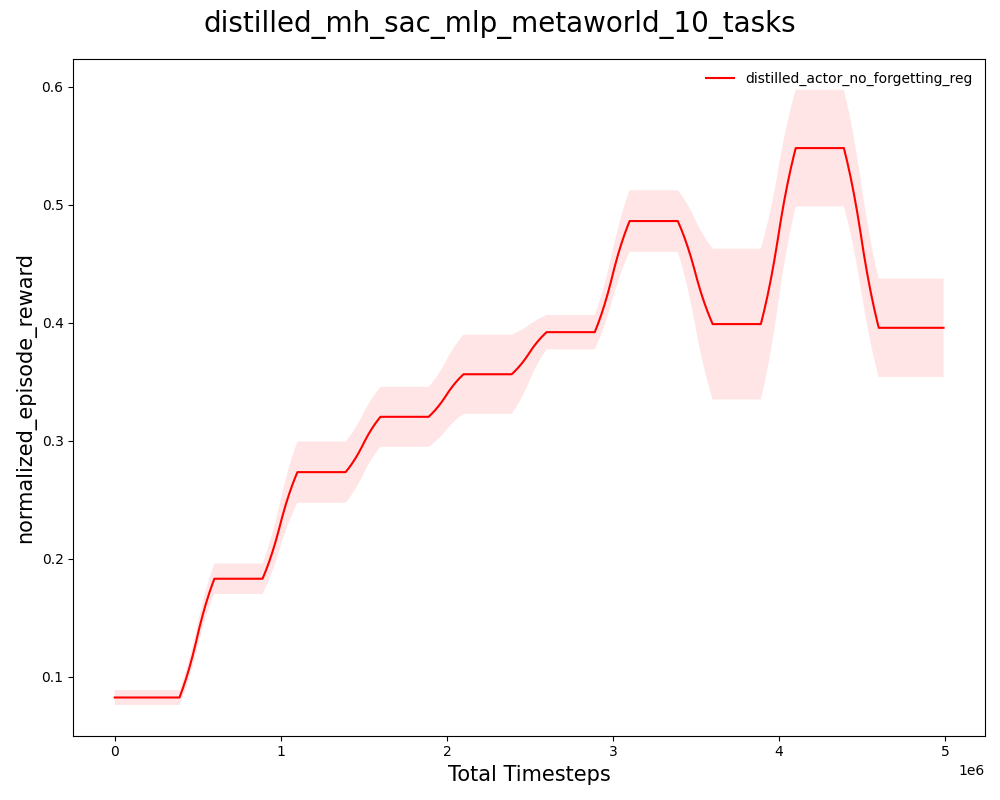 distilled_mh_sac_mlp_metaworld_10_tasks
distilled_actor_no_forgetting_reg
normalized_episode_reward
0.6
0.5
0.4
0.3
0.2
0.1
0 1 2 3 4 5
1e6
Total Timesteps